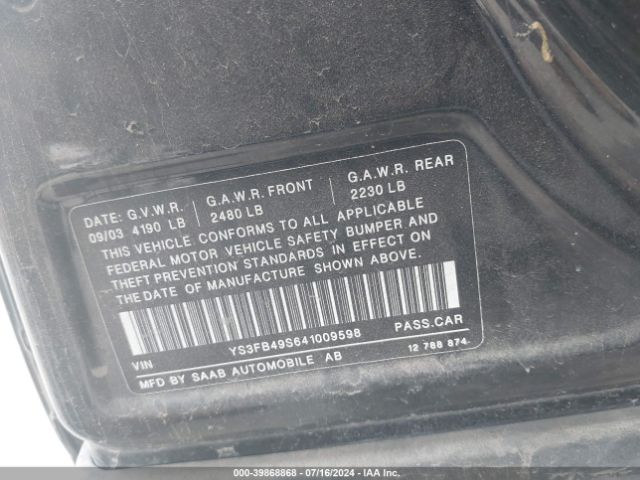 DATE: G.V.W.R. G.A.W.R. FRONT G.A.W.R. REAR
09/03 4190 LB 2480 LB 2230 LB
THIS VEHICLE CONFORMS TO ALL APPLICABLE
FEDERAL MOTOR VEHICLE SAFETY BUMPER AND
THEFT PREVENTION STANDARDS IN EFFECT ON
THE DATE OF MANUFACTURE SHOWN ABOVE.
VIN YS3FB49S641009598 PASS.CAR
MFD BY SAAB AUTOMOBILE AB 12 788 874
000-39868868 • 07/16/2024 - IAA Inc.